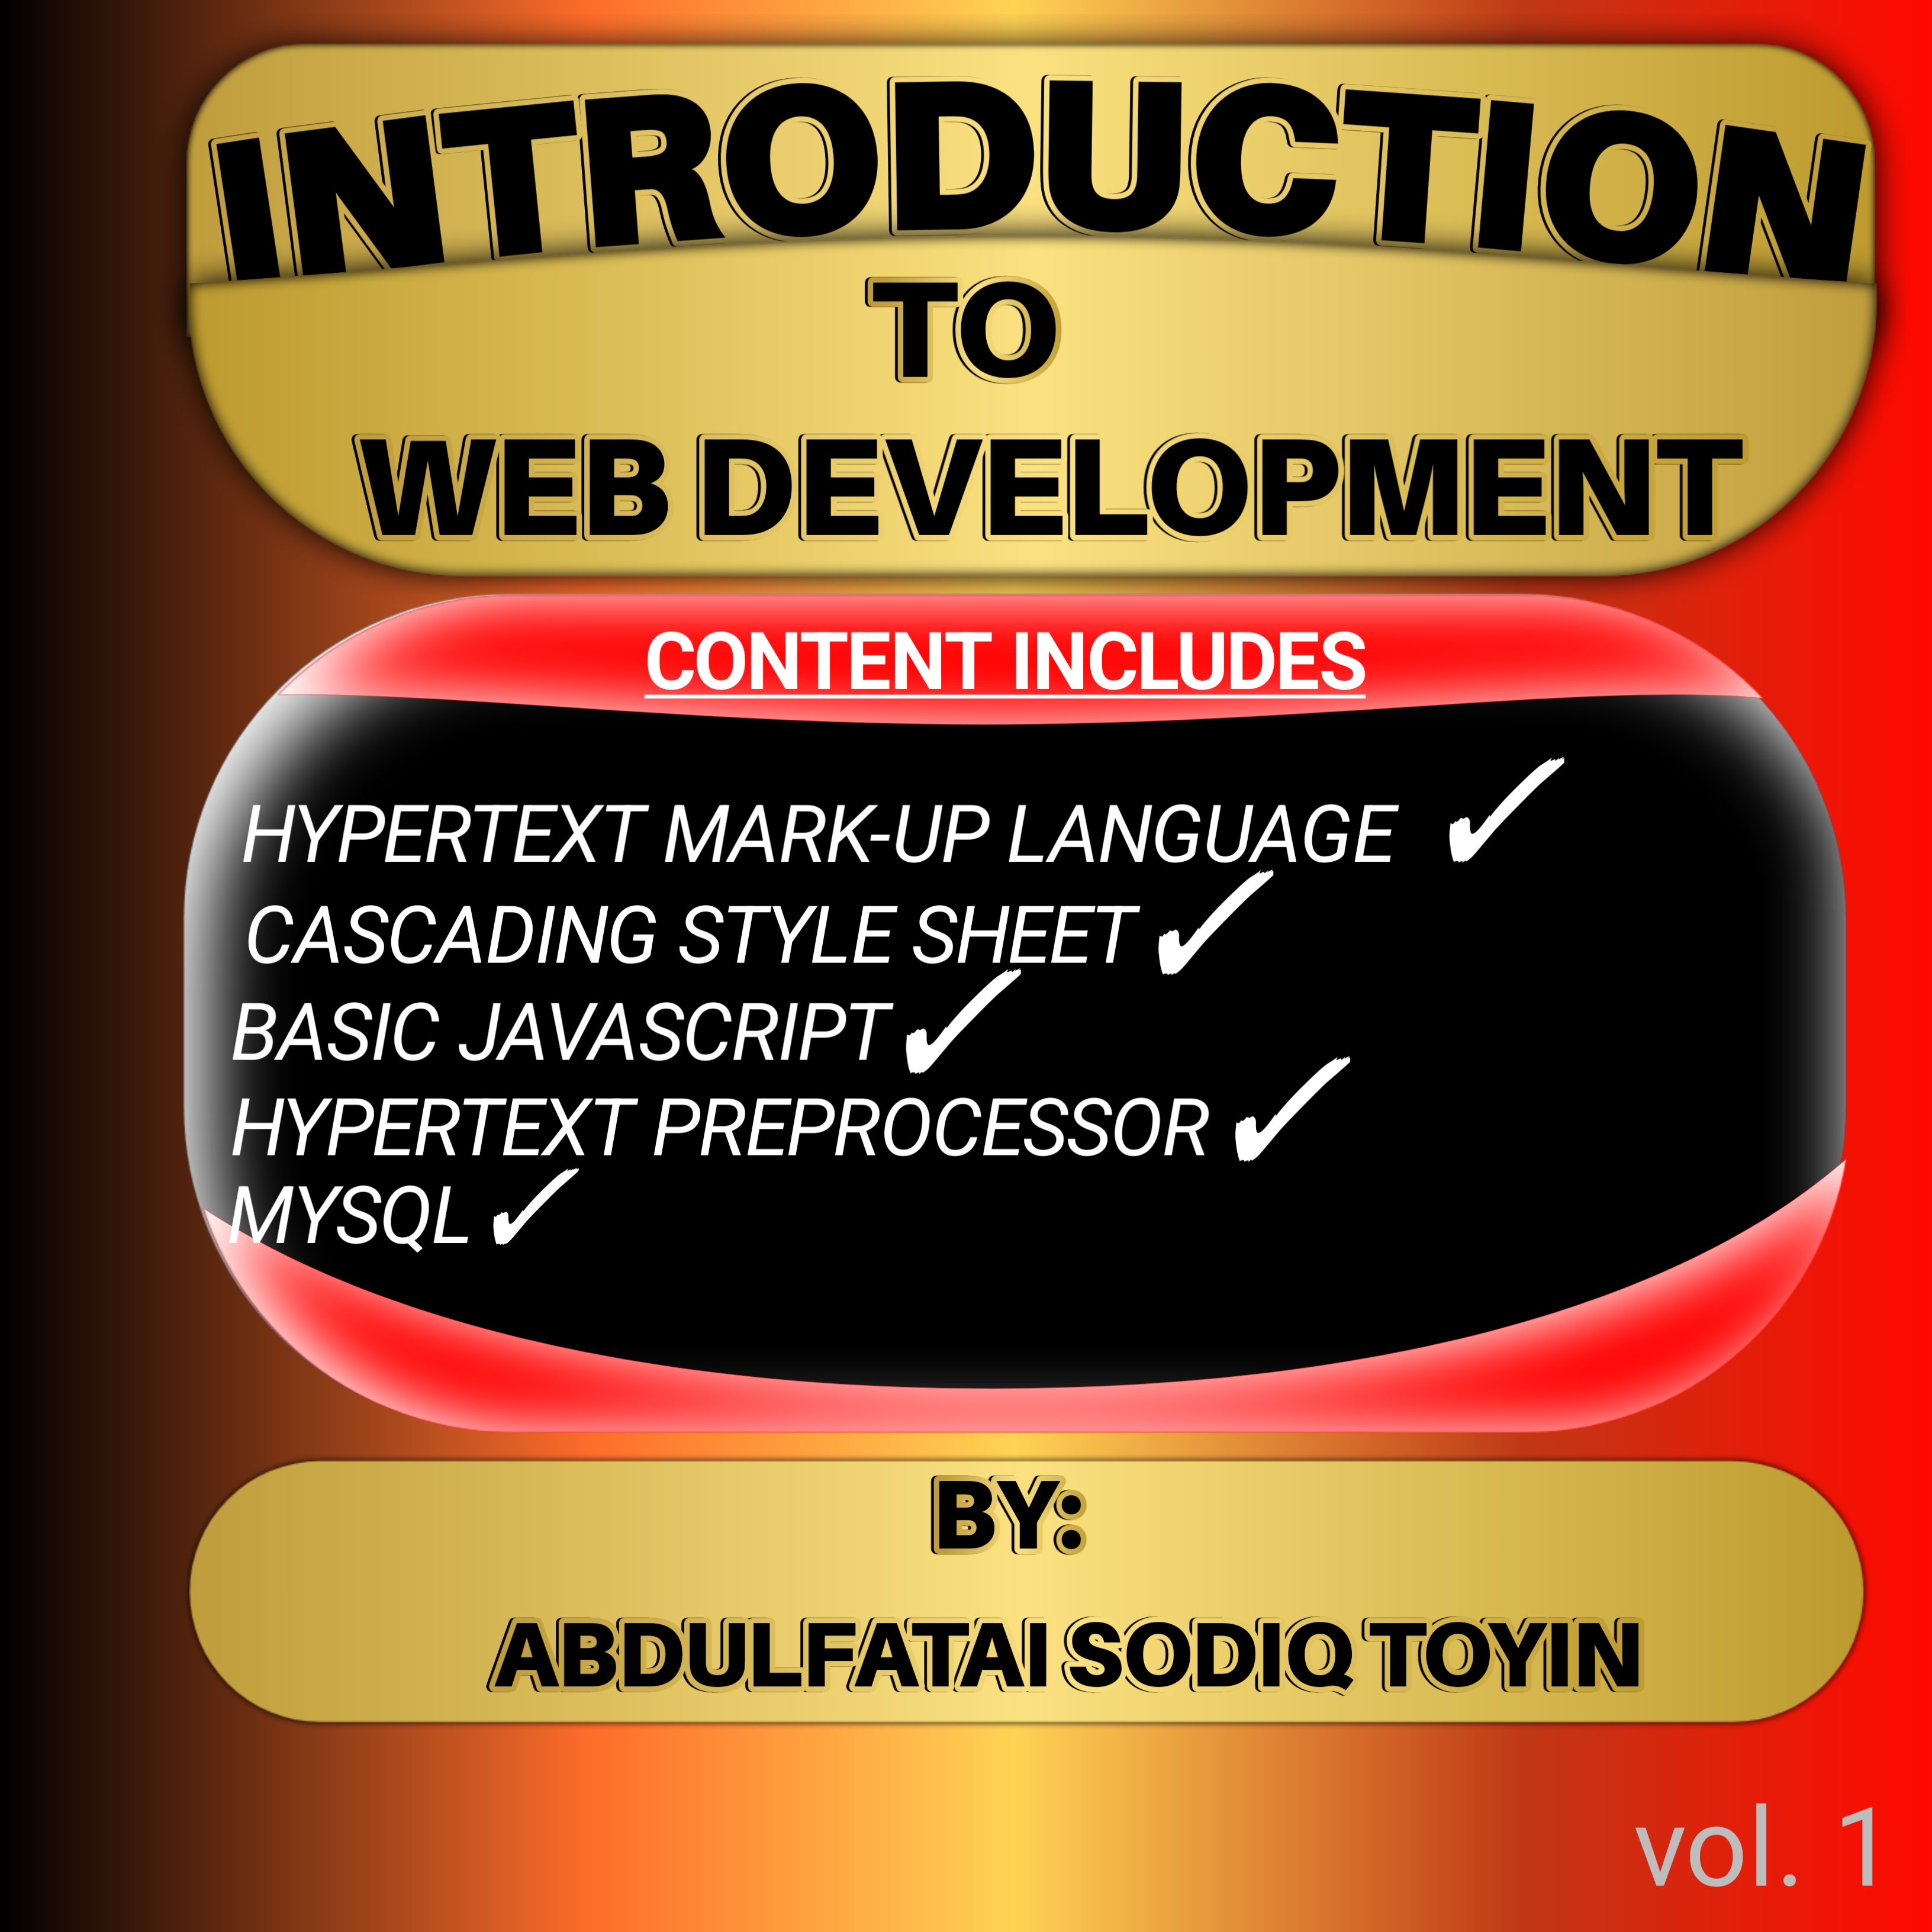 INTRODUCTION
TO
WEB DEVELOPMENT
CONTENT INCLUDES
HYPERTEXT MARK-UP LANGUAGE ✓
CASCADING STYLE SHEET ✓
BASIC JAVASCRIPT ✓
HYPERTEXT PREPROCESSOR ✓
MYSQL ✓
BY:
ABDULFATAI SODIQ TOYIN
vol. 1